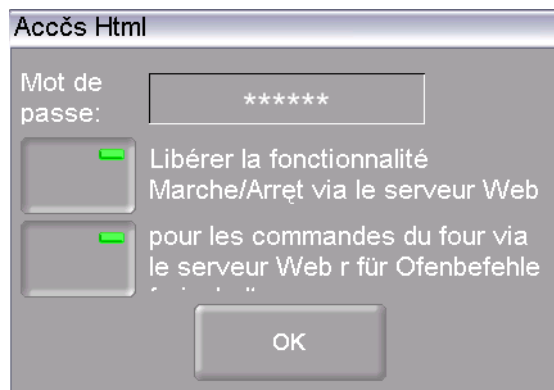 Accčs Html
Mot de
passe:
******
Libérer la fonctionnalité
Marche/Arręt via le serveur Web
pour les commandes du four via
le serveur Web r für Ofenbefehle
OK